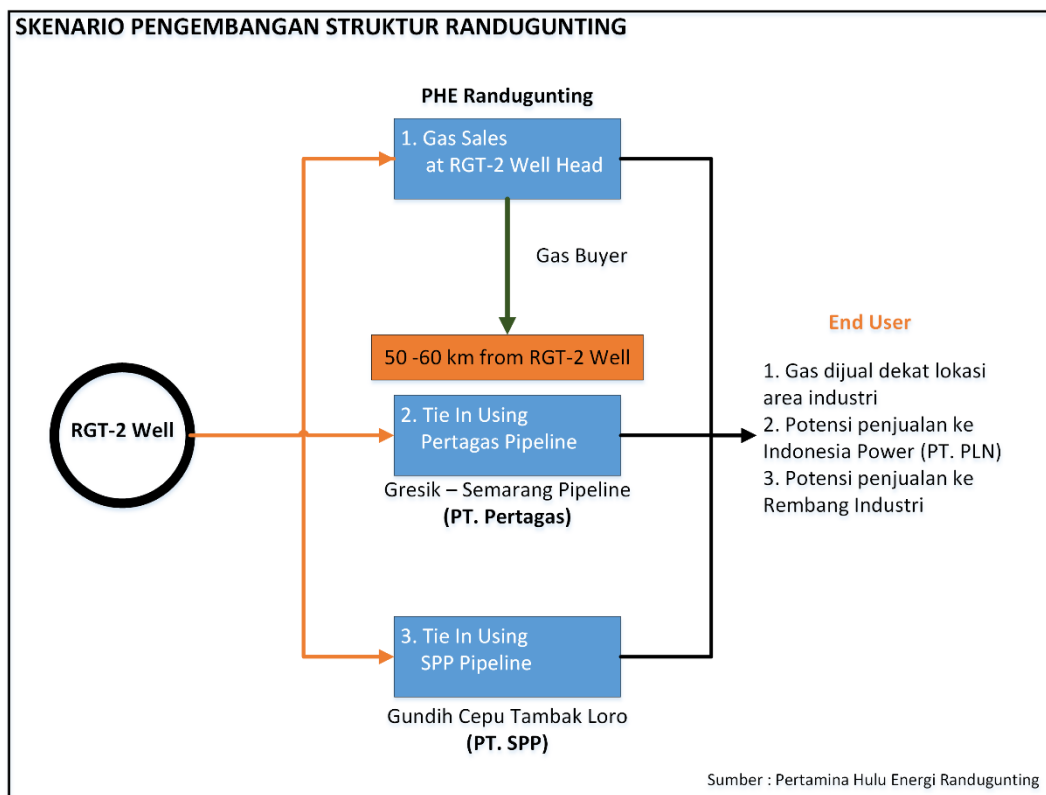 SKENARIO PENGEMBANGAN STRUKTUR RANDUGUNTING
PHE Randugunting
1. Gas Sales
at RGT-2 Well Head
Gas Buyer
50 -60 km from RGT-2 Well
RGT-2 Well
2. Tie In Using
Pertagas Pipeline
Gresik – Semarang Pipeline
(PT. Pertagas)
3. Tie In Using
SPP Pipeline
Gundih Cepu Tambak Loro
(PT. SPP)
End User
1. Gas dijual dekat lokasi
area industri
2. Potensi penjualan ke
Indonesia Power (PT. PLN)
3. Potensi penjualan ke
Rembang Industri
Sumber : Pertamina Hulu Energi Randugunting